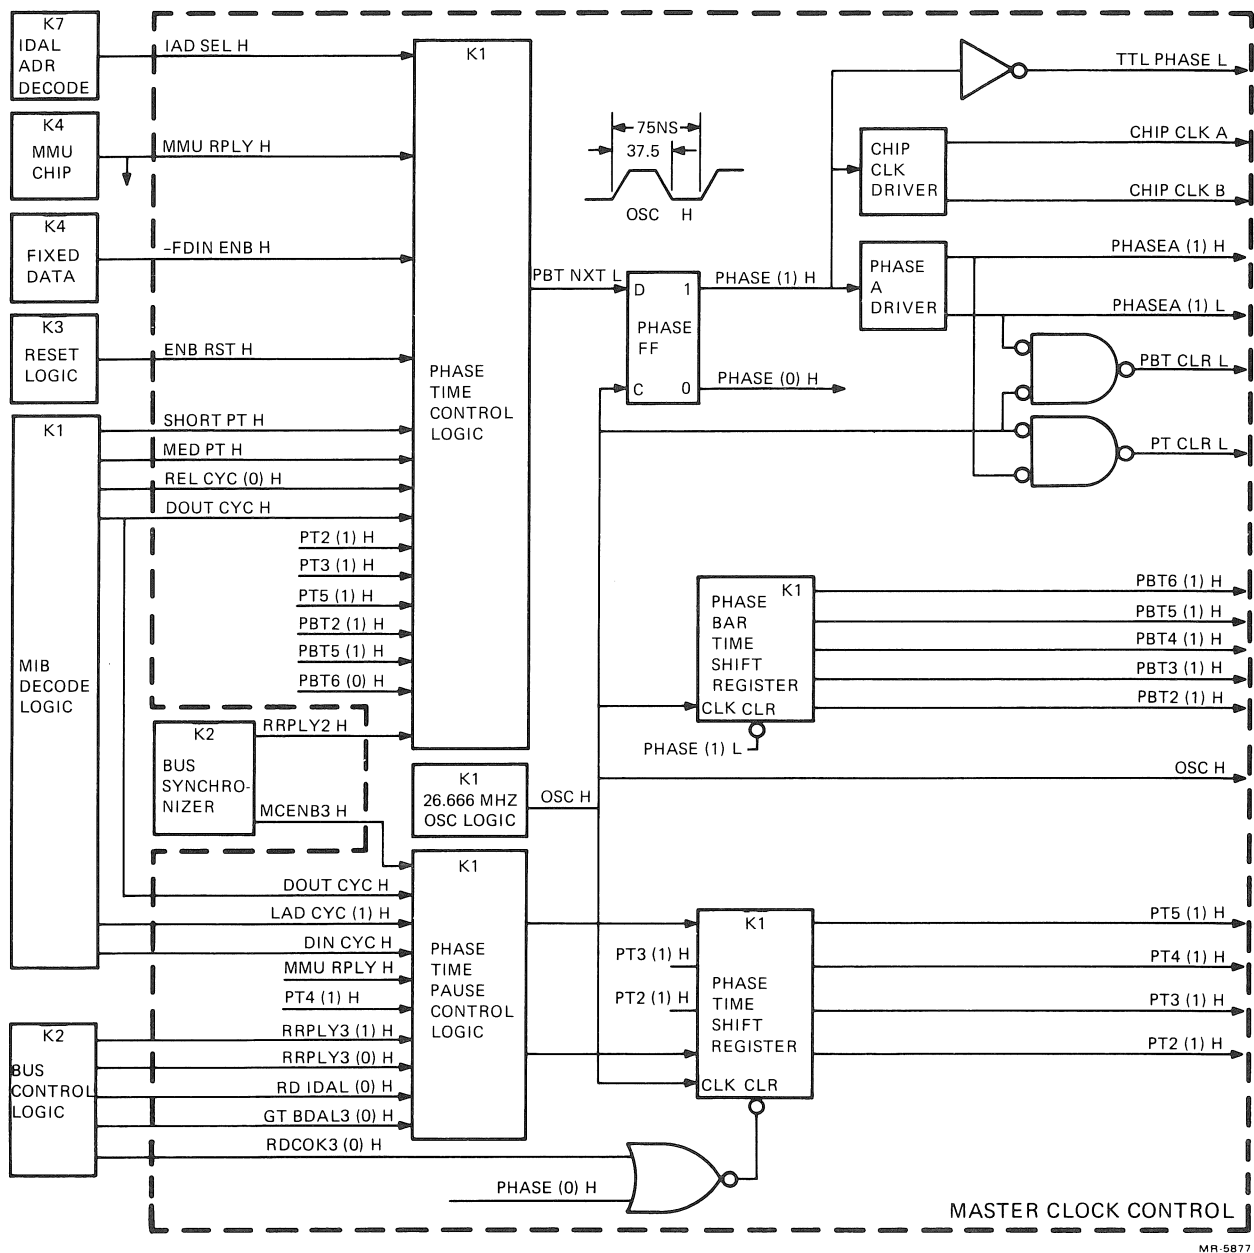 K7
IDAL
ADR
DECODE
IAD SEL H
K4
MMU
CHIP
MMU RPLY H
K4
FIXED
DATA
–FDIN ENB H
K3
RESET
LOGIC
ENB RST H
K1
MIB
DECODE
LOGIC
SHORT PT H
MED PT H
REL CYC (0) H
DOUT CYC H
PT2 (1) H
PT3 (1) H
PT5 (1) H
PBT2 (1) H
PBT5 (1) H
PBT6 (0) H
K2
BUS
SYNCHRO-
NIZER
RRPLY2 H
MCENB3 H
K1
PHASE
TIME
CONTROL
LOGIC
PBT NXT L
75NS
37.5
OSC H
D 1
PHASE
FF
C 0
PHASE (1) H
PHASE (0) H
TTL PHASE L
CHIP
CLK
DRIVER
CHIP CLK A
CHIP CLK B
PHASE
A
DRIVER
PHASEA (1) H
PHASEA (1) L
PBT CLR L
PT CLR L
K1
PHASE
BAR
TIME
SHIFT
REGISTER
CLK CLR
PHASE (1) L
PBT6 (1) H
PBT5 (1) H
PBT4 (1) H
PBT3 (1) H
PBT2 (1) H
K1
26.666 MHZ
OSC LOGIC
OSC H
OSC H
DOUT CYC H
LAD CYC (1) H
DIN CYC H
MMU RPLY H
PT4 (1) H
K2
BUS
CONTROL
LOGIC
RRPLY3 (1) H
RRPLY3 (0) H
RD IDAL (0) H
GT BDAL3 (0) H
RDCOK3 (0) H
K1
PHASE
TIME
PAUSE
CONTROL
LOGIC
PT3 (1) H
PT2 (1) H
K1
PHASE
TIME
SHIFT
REGISTER
CLK CLR
PT5 (1) H
PT4 (1) H
PT3 (1) H
PT2 (1) H
PHASE (0) H
MASTER CLOCK CONTROL
MR-5877